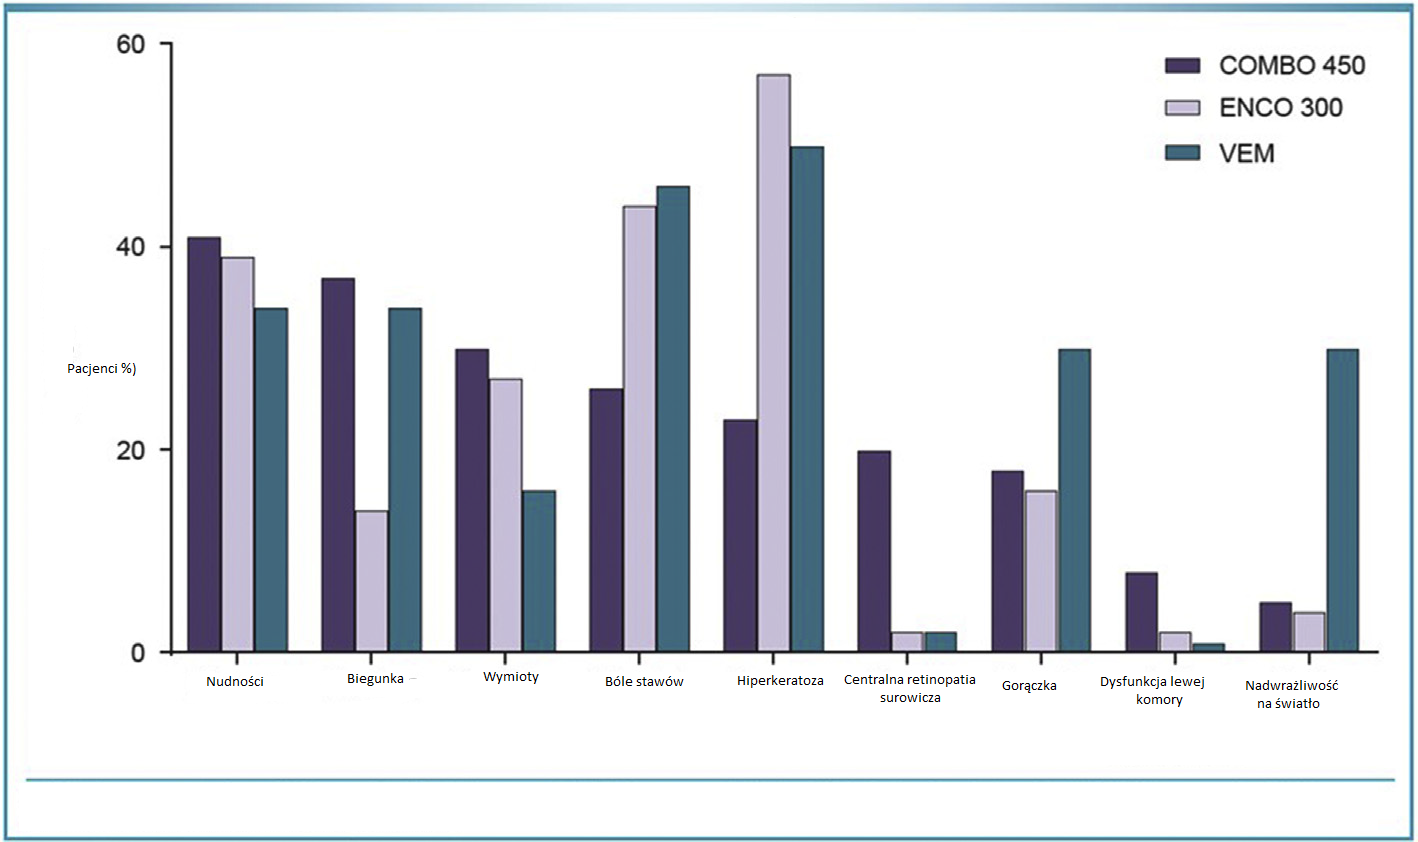 60
40
20
0
Pacjenci %)
COMBO 450
ENCO 300
VEM
Nudności
Biegunka
Wymioty
Bóle stawów
Hiperkeratoza
Centralna retinopatia
surowicza
Gorączka
Dysfunkcja lewej
komory
Nadwrażliwość
na światło